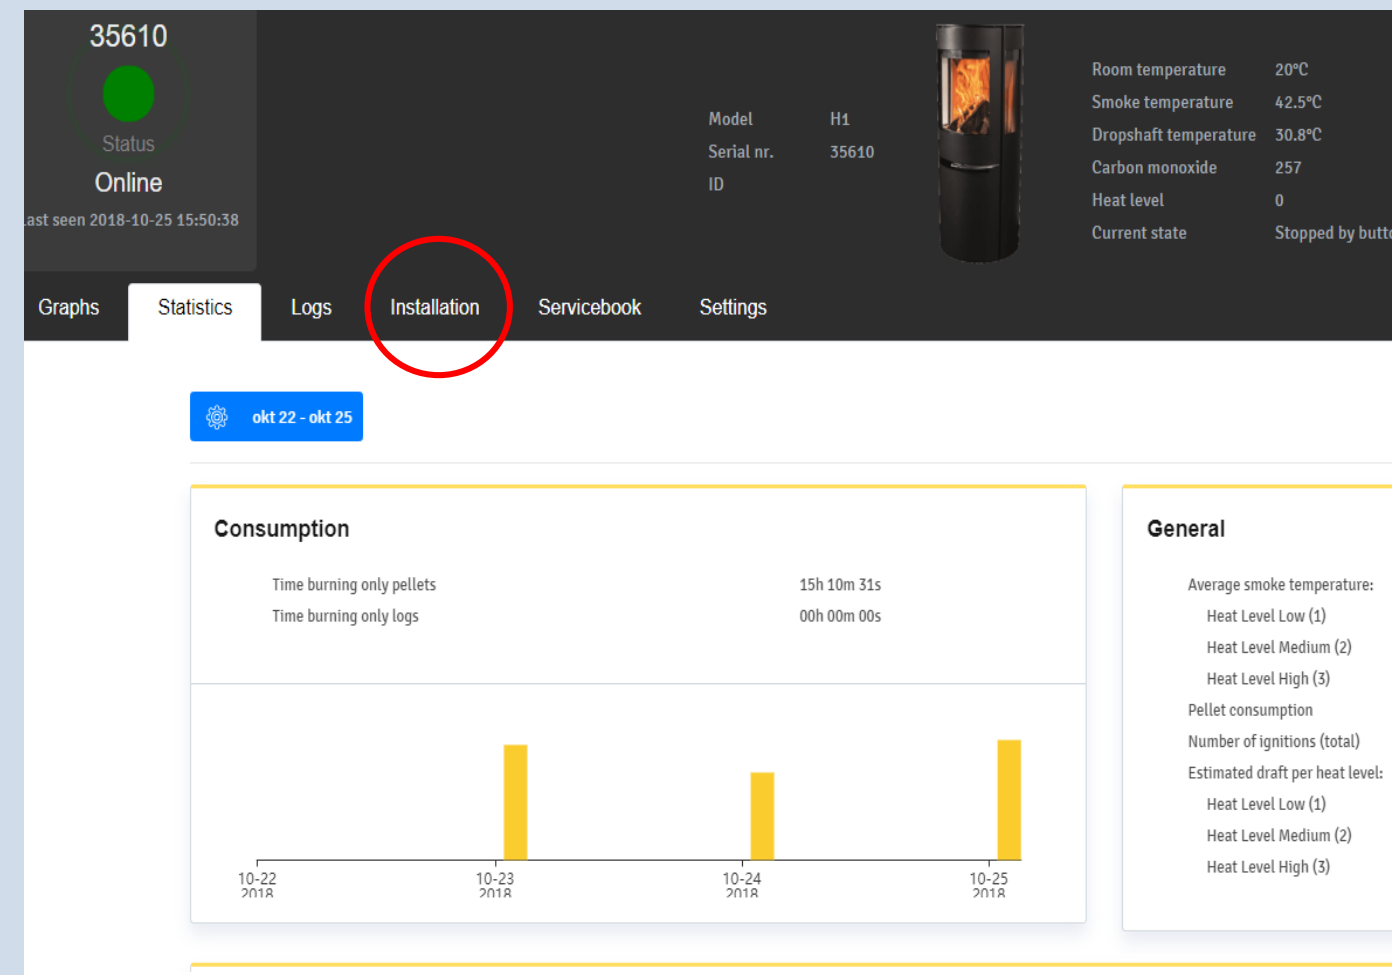 35610
Status
Online
ast seen 2018-10-25 15:50:38
Model H1
Serial nr. 35610
ID
Room temperature 20°C
Smoke temperature 42.5°C
Dropshaft temperature 30.8°C
Carbon monoxide 257
Heat level 0
Current state Stopped by butto
Graphs Statistics Logs Installation Servicebook Settings
okt 22 - okt 25
Consumption
Time burning only pellets 15h 10m 31s
Time burning only logs 00h 00m 00s
10-22 10-23 10-24 10-25
2018 2018 2018 2018
General
Average smoke temperature:
Heat Level Low (1)
Heat Level Medium (2)
Heat Level High (3)
Pellet consumption
Number of ignitions (total)
Estimated draft per heat level:
Heat Level Low (1)
Heat Level Medium (2)
Heat Level High (3)